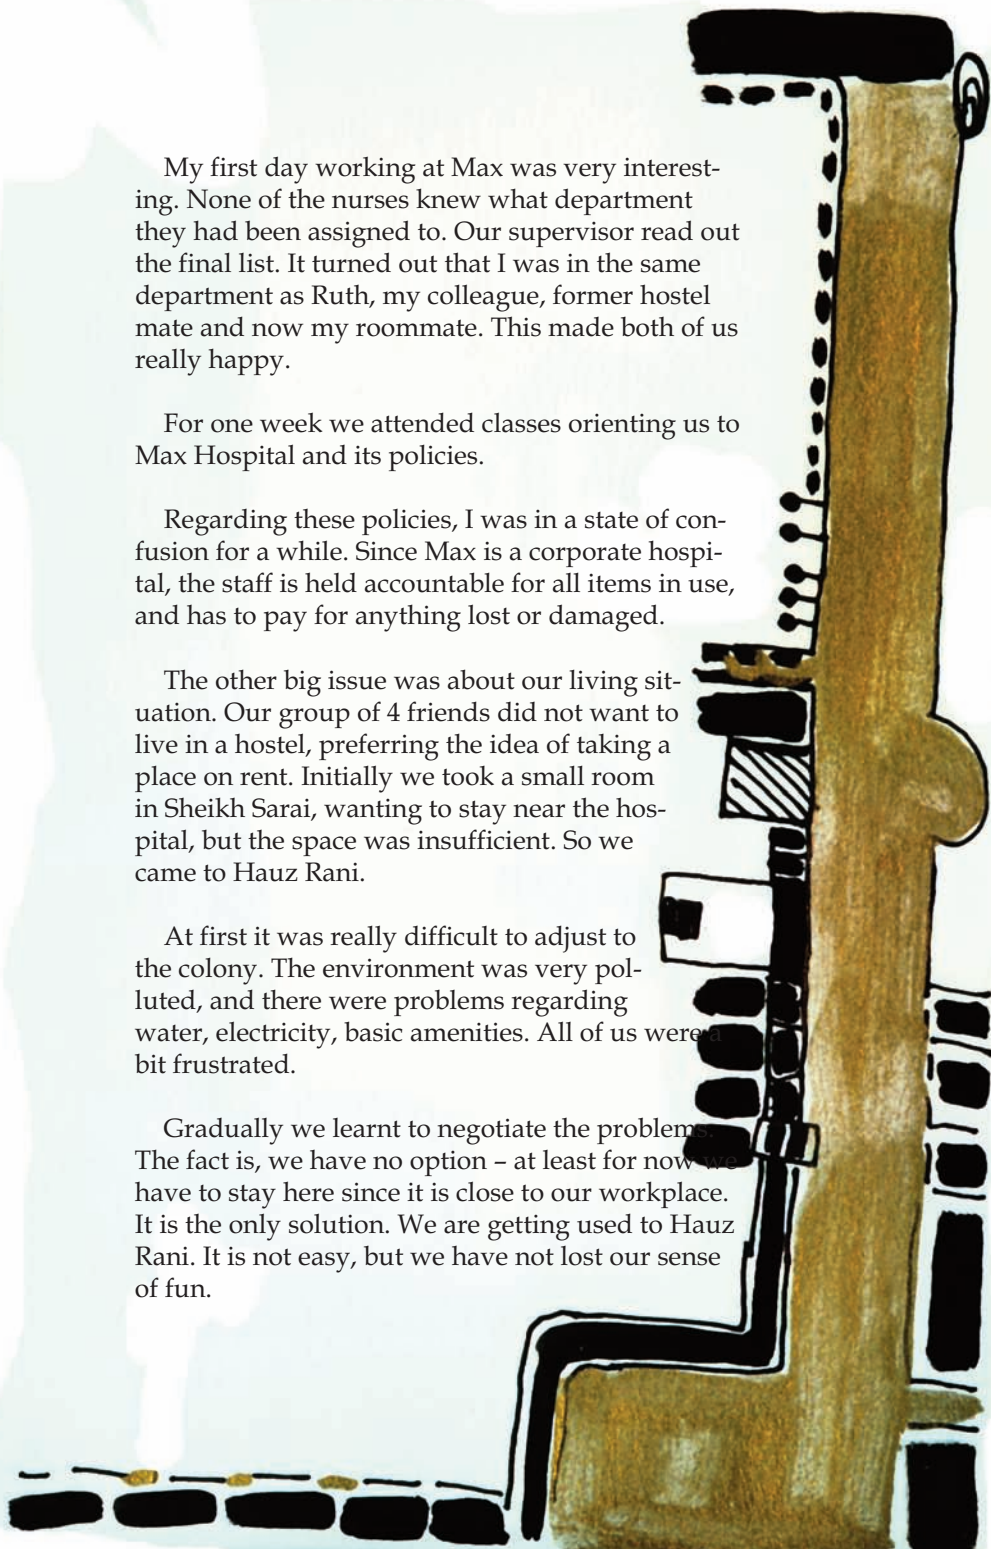 My first day working at Max was very interest-
ing. None of the nurses knew what department
they had been assigned to. Our supervisor read out
the final list. It turned out that I was in the same
department as Ruth, my colleague, former hostel
mate and now my roommate. This made both of us
really happy.
For one week we attended classes orienting us to
Max Hospital and its policies.
Regarding these policies, I was in a state of con-
fusion for a while. Since Max is a corporate hospi-
tal, the staff is held accountable for all items in use,
and has to pay for anything lost or damaged.
The other big issue was about our living sit-
uation. Our group of 4 friends did not want to
live in a hostel, preferring the idea of taking a
place on rent. Initially we took a small room
in Sheikh Sarai, wanting to stay near the hos-
pital, but the space was insufficient. So we
came to Hauz Rani.
At first it was really difficult to adjust to
the colony. The environment was very pol-
luted, and there were problems regarding
water, electricity, basic amenities. All of us were a
bit frustrated.
Gradually we learnt to negotiate the problems.
The fact is, we have no option – at least for now we
have to stay here since it is close to our workplace.
It is the only solution. We are getting used to Hauz
Rani. It is not easy, but we have not lost our sense
of fun.